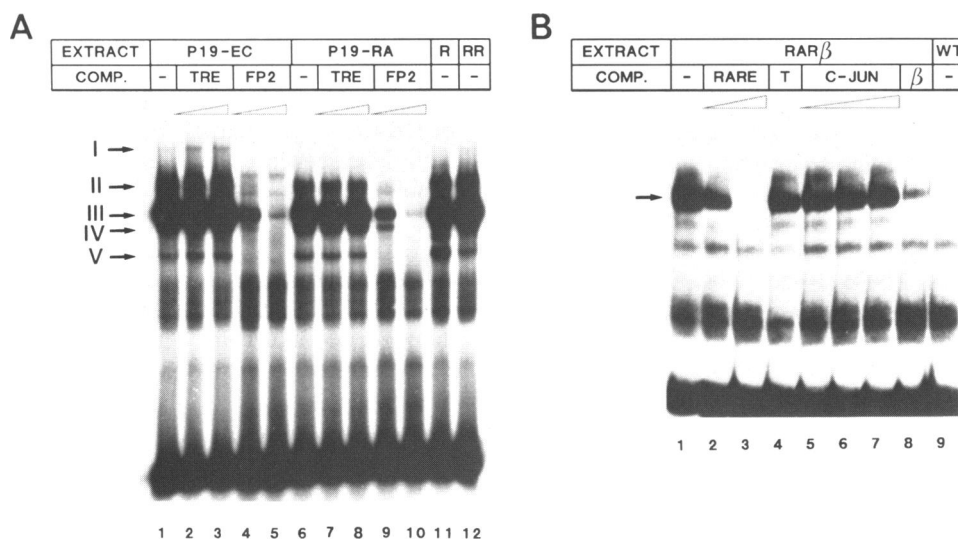 A
EXTRACT P19-EC P19-RA R RR
COMP. - TRE FP2 - TRE FP2 - -
I
II
III
IV
V
1 2 3 4 5 6 7 8 9 10 11 12
B
EXTRACT RARβ WT
COMP. - RARE T C-JUN β -
1 2 3 4 5 6 7 8 9